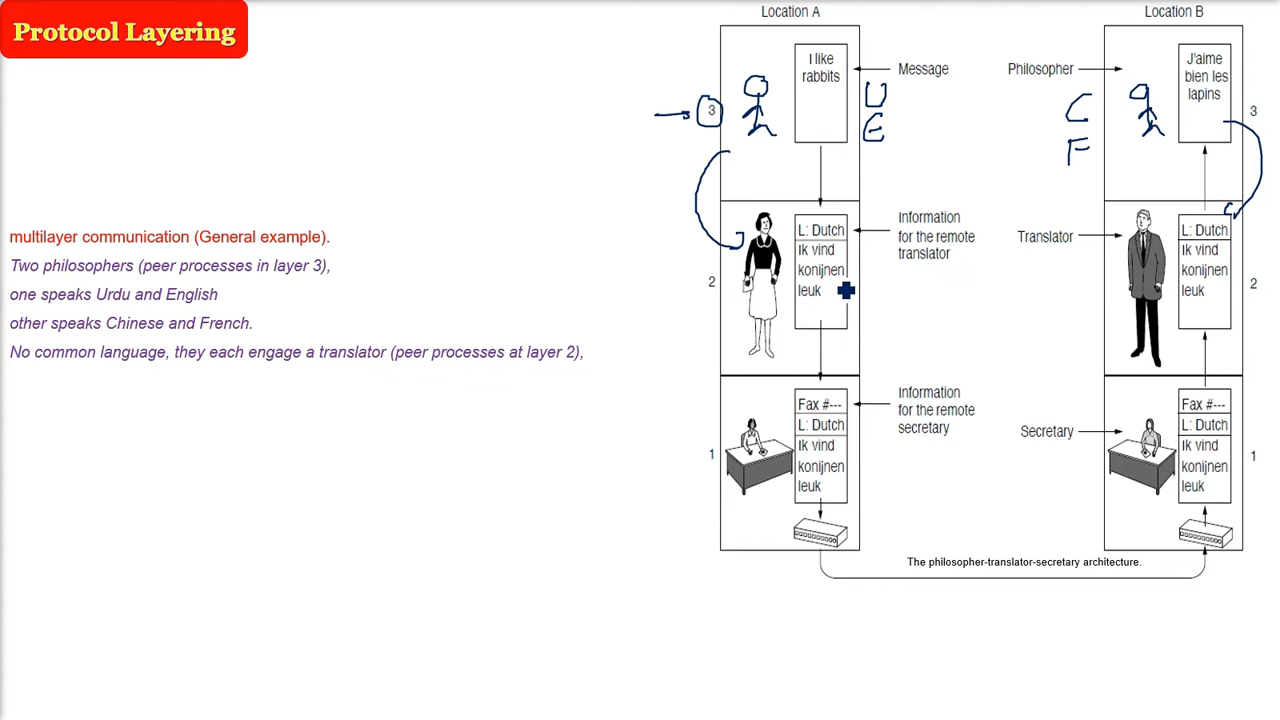 Protocol Layering
multilayer communication (General example).
Two philosophers (peer processes in layer 3),
one speaks Urdu and English
other speaks Chinese and French.
No common language, they each engage a translator (peer processes at layer 2),
Location A
I like
rabbits
Message
3
U
E
L: Dutch
Ik vind
konijnen
leuk
Information
for the remote
translator
2
Fax #---
L: Dutch
Ik vind
konijnen
leuk
Information
for the remote
secretary
1
Location B
Philosopher
J'aime
bien les
lapins
3
C
F
Translator
L: Dutch
Ik vind
konijnen
leuk
2
Secretary
Fax #---
L: Dutch
Ik vind
konijnen
leuk
1
The philosopher-translator-secretary architecture.